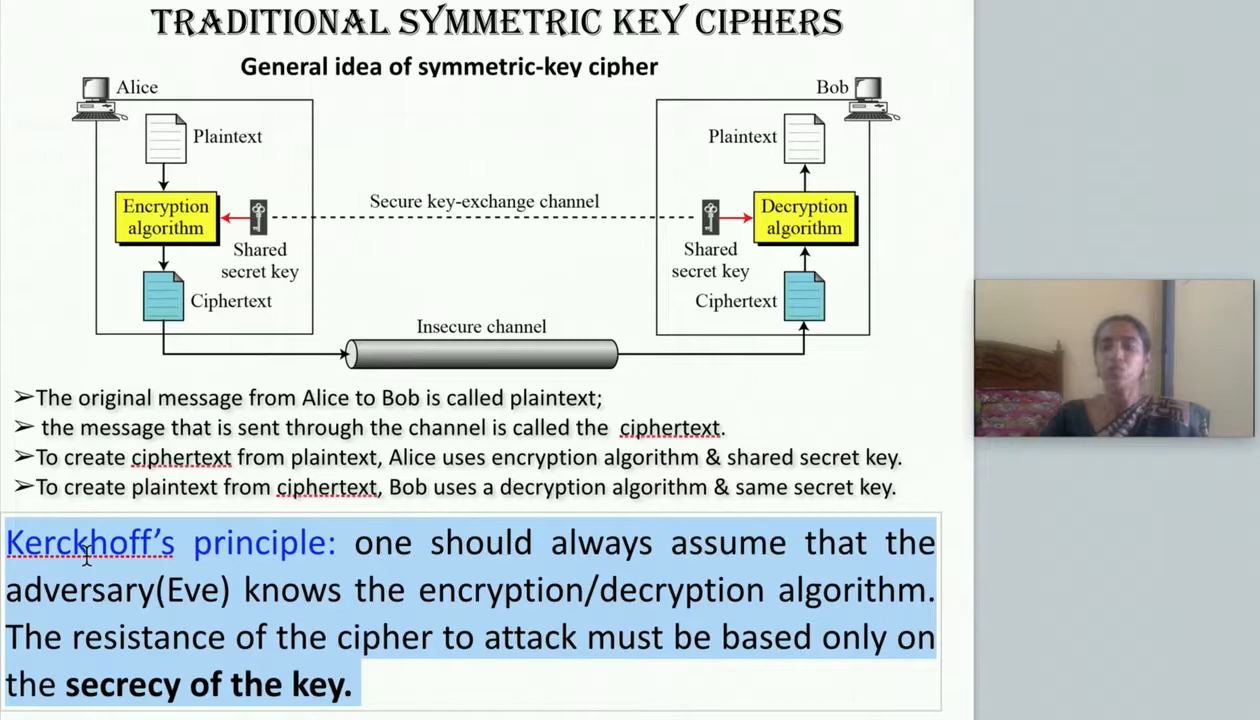 TRADITIONAL SYMMETRIC KEY CIPHERS
General idea of symmetric-key cipher
Alice
Bob
Plaintext
Plaintext
Encryption
algorithm
Secure key-exchange channel
Decryption
algorithm
Shared
secret key
Shared
secret key
Ciphertext
Ciphertext
Insecure channel
➢The original message from Alice to Bob is called plaintext;
➢ the message that is sent through the channel is called the ciphertext.
➢To create ciphertext from plaintext, Alice uses encryption algorithm & shared secret key.
➢To create plaintext from ciphertext, Bob uses a decryption algorithm & same secret key.
Kerckhoff’s principle: one should always assume that the
adversary(Eve) knows the encryption/decryption algorithm.
The resistance of the cipher to attack must be based only on
the secrecy of the key.